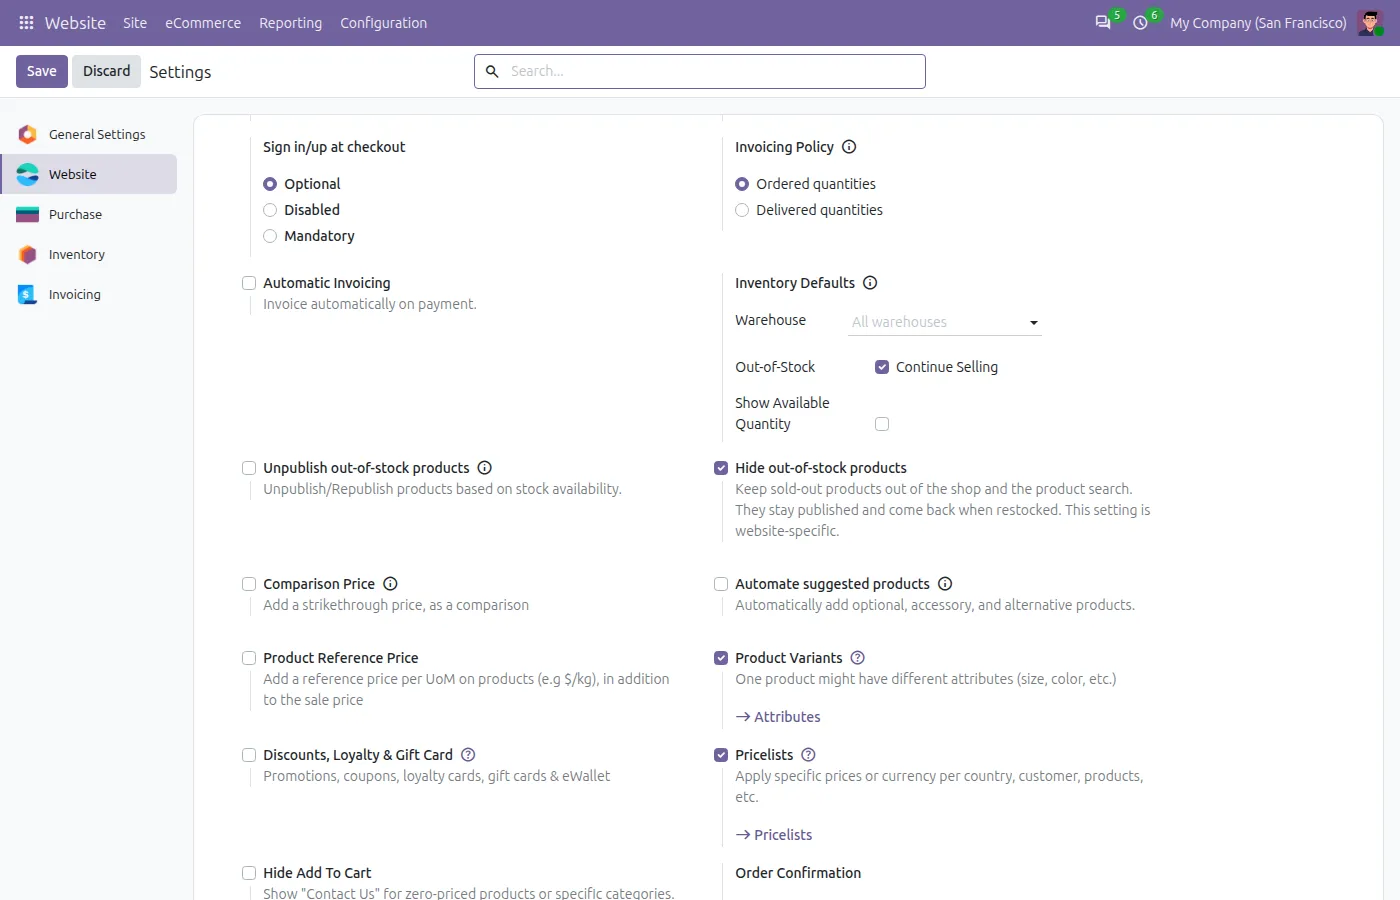 Website Site eCommerce Reporting Configuration 5 6 My Company (San Francisco)
Save Discard Settings Search...
General Settings
Website
Purchase
Inventory
Invoicing
Sign in/up at checkout
Optional
Disabled
Mandatory
Invoicing Policy
Ordered quantities
Delivered quantities
Automatic Invoicing
Invoice automatically on payment.
Inventory Defaults
Warehouse All warehouses
Out-of-Stock Continue Selling
Show Available
Quantity
Unpublish out-of-stock products
Unpublish/Republish products based on stock availability.
Hide out-of-stock products
Keep sold-out products out of the shop and the product search.
They stay published and come back when restocked. This setting is
website-specific.
Comparison Price
Add a strikethrough price, as a comparison
Automate suggested products
Automatically add optional, accessory, and alternative products.
Product Reference Price
Add a reference price per UoM on products (e.g $/kg), in addition
to the sale price
Product Variants
One product might have different attributes (size, color, etc.)
Attributes
Discounts, Loyalty & Gift Card
Promotions, coupons, loyalty cards, gift cards & eWallet
Pricelists
Apply specific prices or currency per country, customer, products,
etc.
Pricelists
Hide Add To Cart
Show "Contact Us" for zero-priced products or specific categories.
Order Confirmation